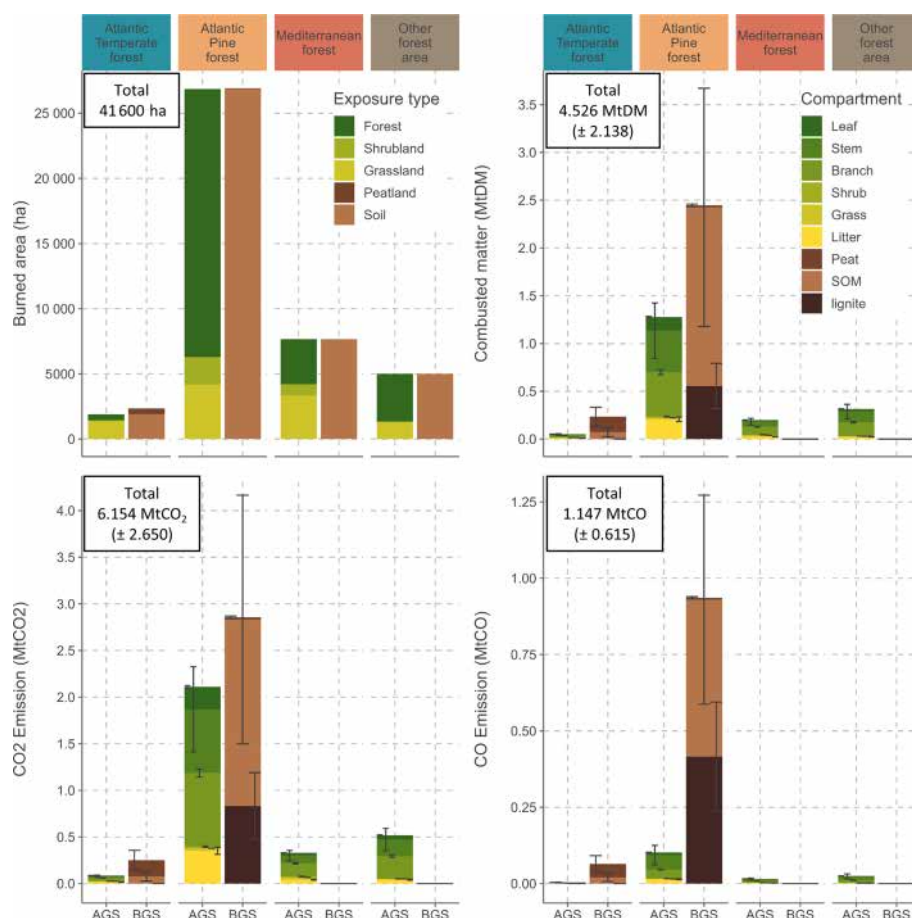 Atlantic Temperate forest
Atlantic Pine forest
Mediterranean forest
Other forest area
Total
41 600 ha
Exposure type
Forest
Shrubland
Grassland
Peatland
Soil
Burned area (ha)
25 000
20 000
15 000
10 000
5000
0
Atlantic Temperate forest
Atlantic Pine forest
Mediterranean forest
Other forest area
Total
4.526 MtDM
(± 2.138)
Compartment
Leaf
Stem
Branch
Shrub
Grass
Litter
Peat
SOM
lignite
Combusted matter (MtDM)
3.5
3.0
2.5
2.0
1.5
1.0
0.5
0.0
Total
6.154 MtCO₂
(± 2.650)
CO2 Emission (MtCO2)
4.0
3.5
3.0
2.5
2.0
1.5
1.0
0.5
0.0
AGS BGS AGS BGS AGS BGS AGS BGS
Total
1.147 MtCO
(± 0.615)
CO Emission (MtCO)
1.25
1.00
0.75
0.50
0.25
0.00
AGS BGS AGS BGS AGS BGS AGS BGS